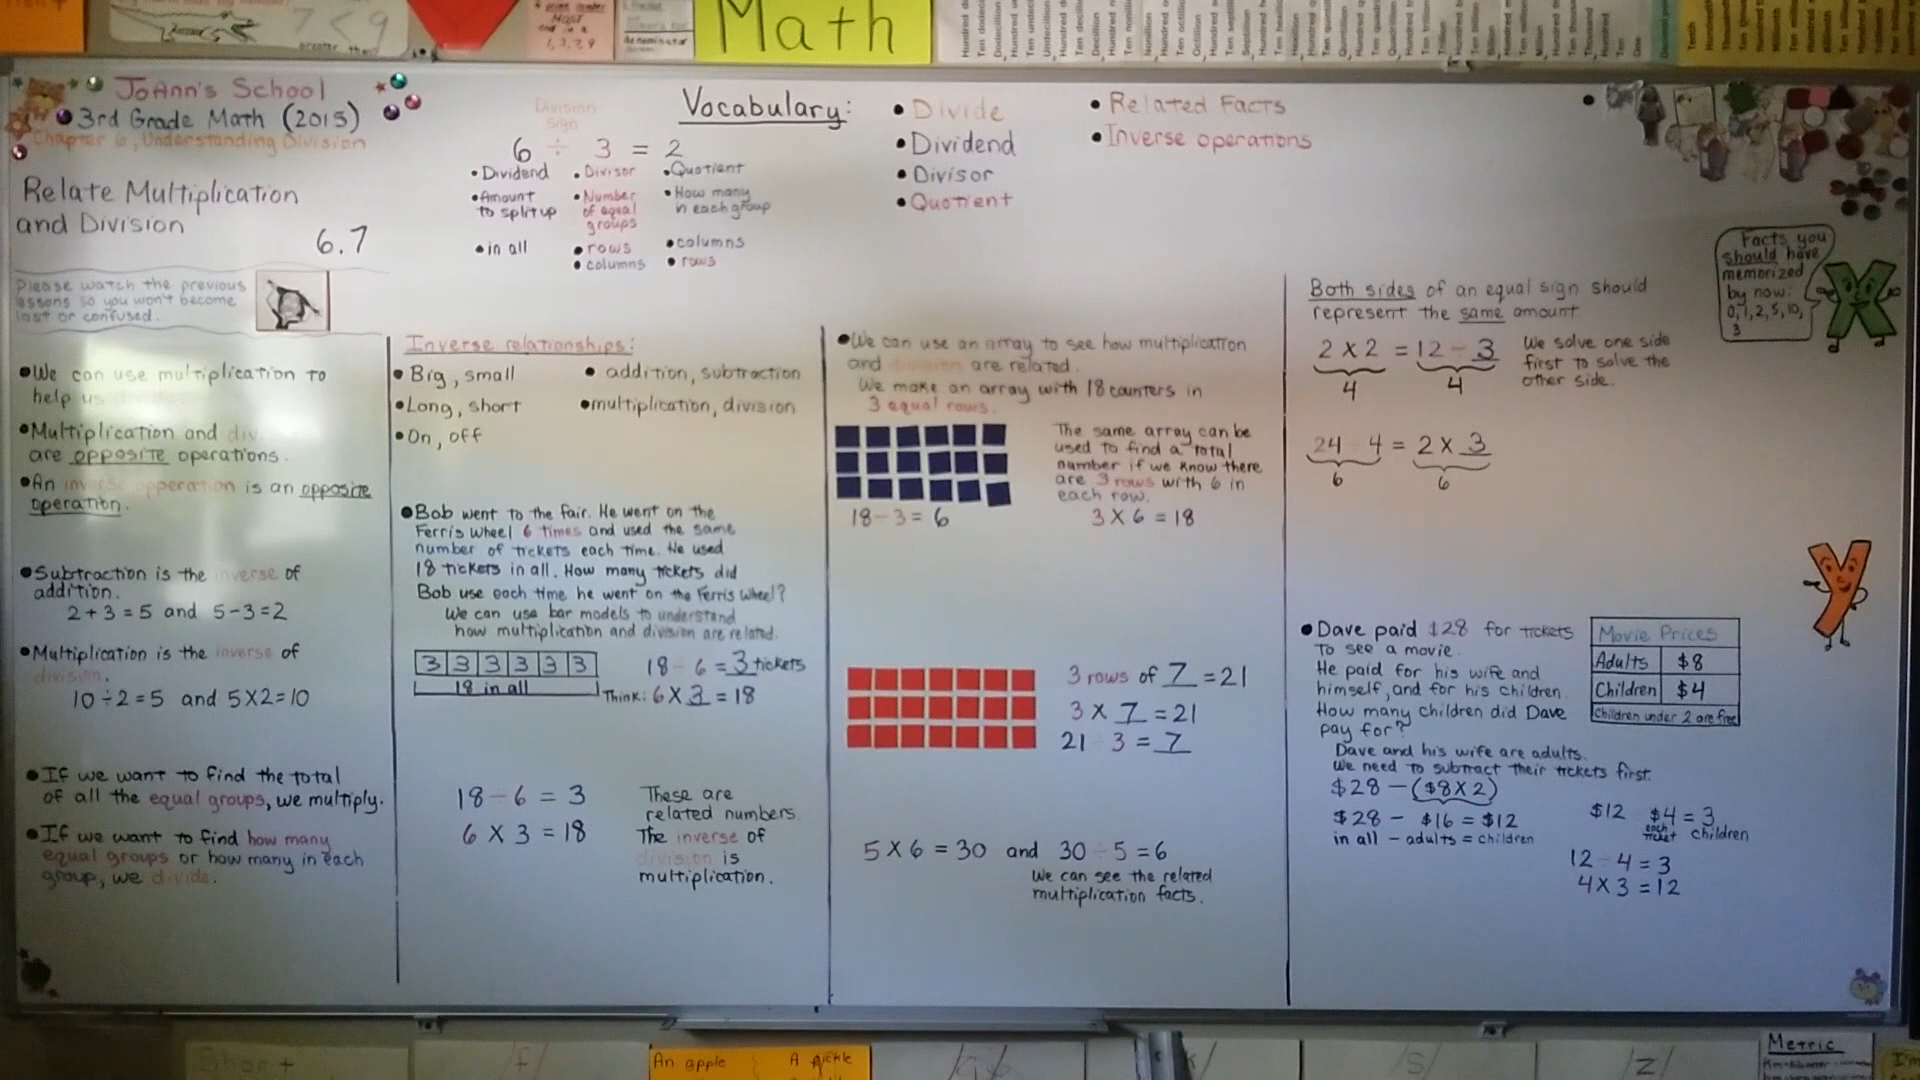 7 < 9
Math
JoAnn's School
3rd Grade Math (2015)
Chapter 6, Understanding Division
Relate Multiplication
and Division
6.7
Please watch the previous
lessons so you won't become
lost or confused.
Division
Sign
6 ÷ 3 = 2
• Dividend • Divisor • Quotient
• Amount
to split up
• Number
of equal
groups
• How many
in each group
• in all
• rows
• columns
• columns
• rows
Vocabulary:
• Divide
• Dividend
• Divisor
• Quotient
• Related Facts
• Inverse operations
Facts you
should have
memorized
by now:
0, 1, 2, 5, 10,
3
• We can use multiplication to
help us divide.
• Multiplication and div
are opposite operations.
• An inverse opperation is an opposite
operation.
• Subtraction is the inverse of
addition.
2 + 3 = 5 and 5 - 3 = 2
• Multiplication is the inverse of
division.
10 ÷ 2 = 5 and 5 X 2 = 10
• If we want to find the total
of all the equal groups, we multiply.
• If we want to find how many
equal groups or how many in each
group, we divide.
Inverse relationships:
• Big, small
• Long, short
• On, off
• addition, subtraction
• multiplication, division
• Bob went to the fair. He went on the
Ferris Wheel 6 times and used the same
number of tickets each time. He used
18 tickets in all. How many tickets did
Bob use each time he went on the Ferris Wheel?
We can use bar models to understand
how multiplication and division are related.
3 3 3 3 3 3
18 in all
18 ÷ 6 = 3 tickets
Think: 6 X 3 = 18
18 ÷ 6 = 3
6 X 3 = 18
These are
related numbers.
The inverse of
division is
multiplication.
• We can use an array to see how multiplication
and division are related.
We make an array with 18 counters in
3 equal rows.
18 ÷ 3 = 6
The same array can be
used to find a total
number if we know there
are 3 rows with 6 in
each row.
3 X 6 = 18
3 rows of 7 = 21
3 X 7 = 21
21 ÷ 3 = 7
5 X 6 = 30 and 30 ÷ 5 = 6
We can see the related
multiplication facts.
Both sides of an equal sign should
represent the same amount
2 X 2 = 12 ÷ 3
4 4
We solve one side
first to solve the
other side.
24 ÷ 4 = 2 X 3
6 6
• Dave paid $28 for tickets
to see a movie.
He paid for his wife and
himself, and for his children.
How many children did Dave
pay for?
Movie Prices
Adults $8
Children $4
Children under 2 are free
Dave and his wife are adults.
We need to subtract their tickets first.
$28 - ($8 X 2)
$28 - $16 = $12
in all - adults = children
$12 ÷ $4 = 3
each
ticket
children
12 ÷ 4 = 3
4 X 3 = 12
Short
/f/
An apple
A pickle
/s/
/z/
Metric
I'm